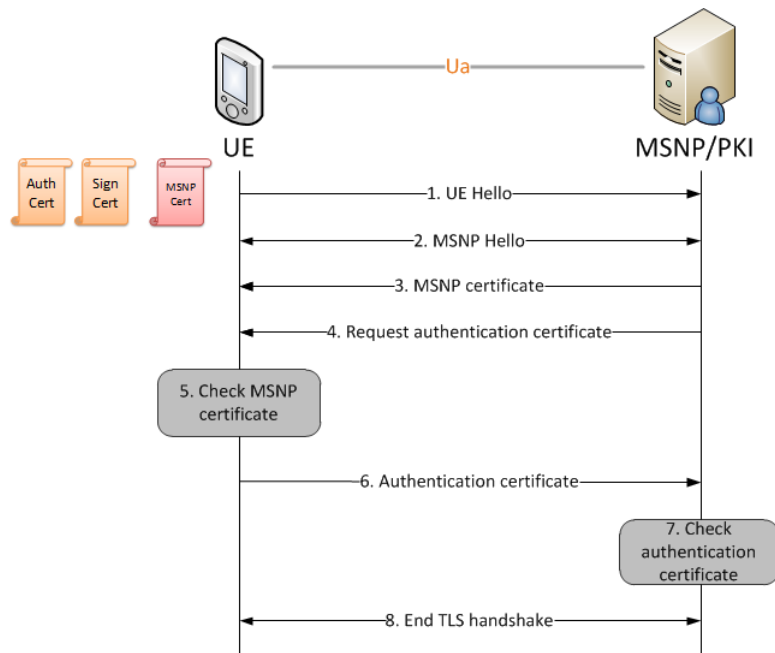 Ua
UE
MSNP/PKI
Auth
Cert
Sign
Cert
MSNP
Cert
1. UE Hello
2. MSNP Hello
3. MSNP certificate
4. Request authentication certificate
5. Check MSNP
certificate
6. Authentication certificate
7. Check
authentication
certificate
8. End TLS handshake